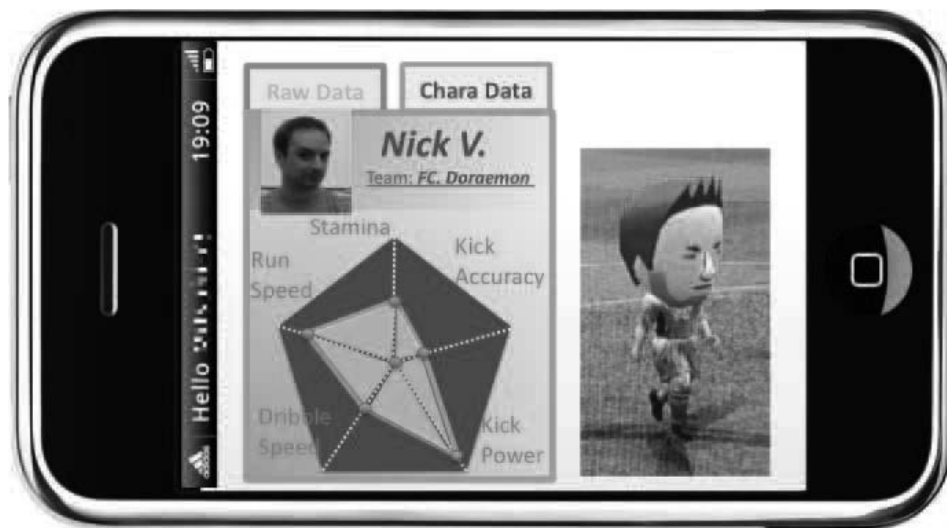 19:09
Hello
adidas
Raw Data
Chara Data
Nick V.
Team: FC. Doraemon
Stamina
Run
Speed
Kick
Accuracy
Dribble
Speed
Kick
Power